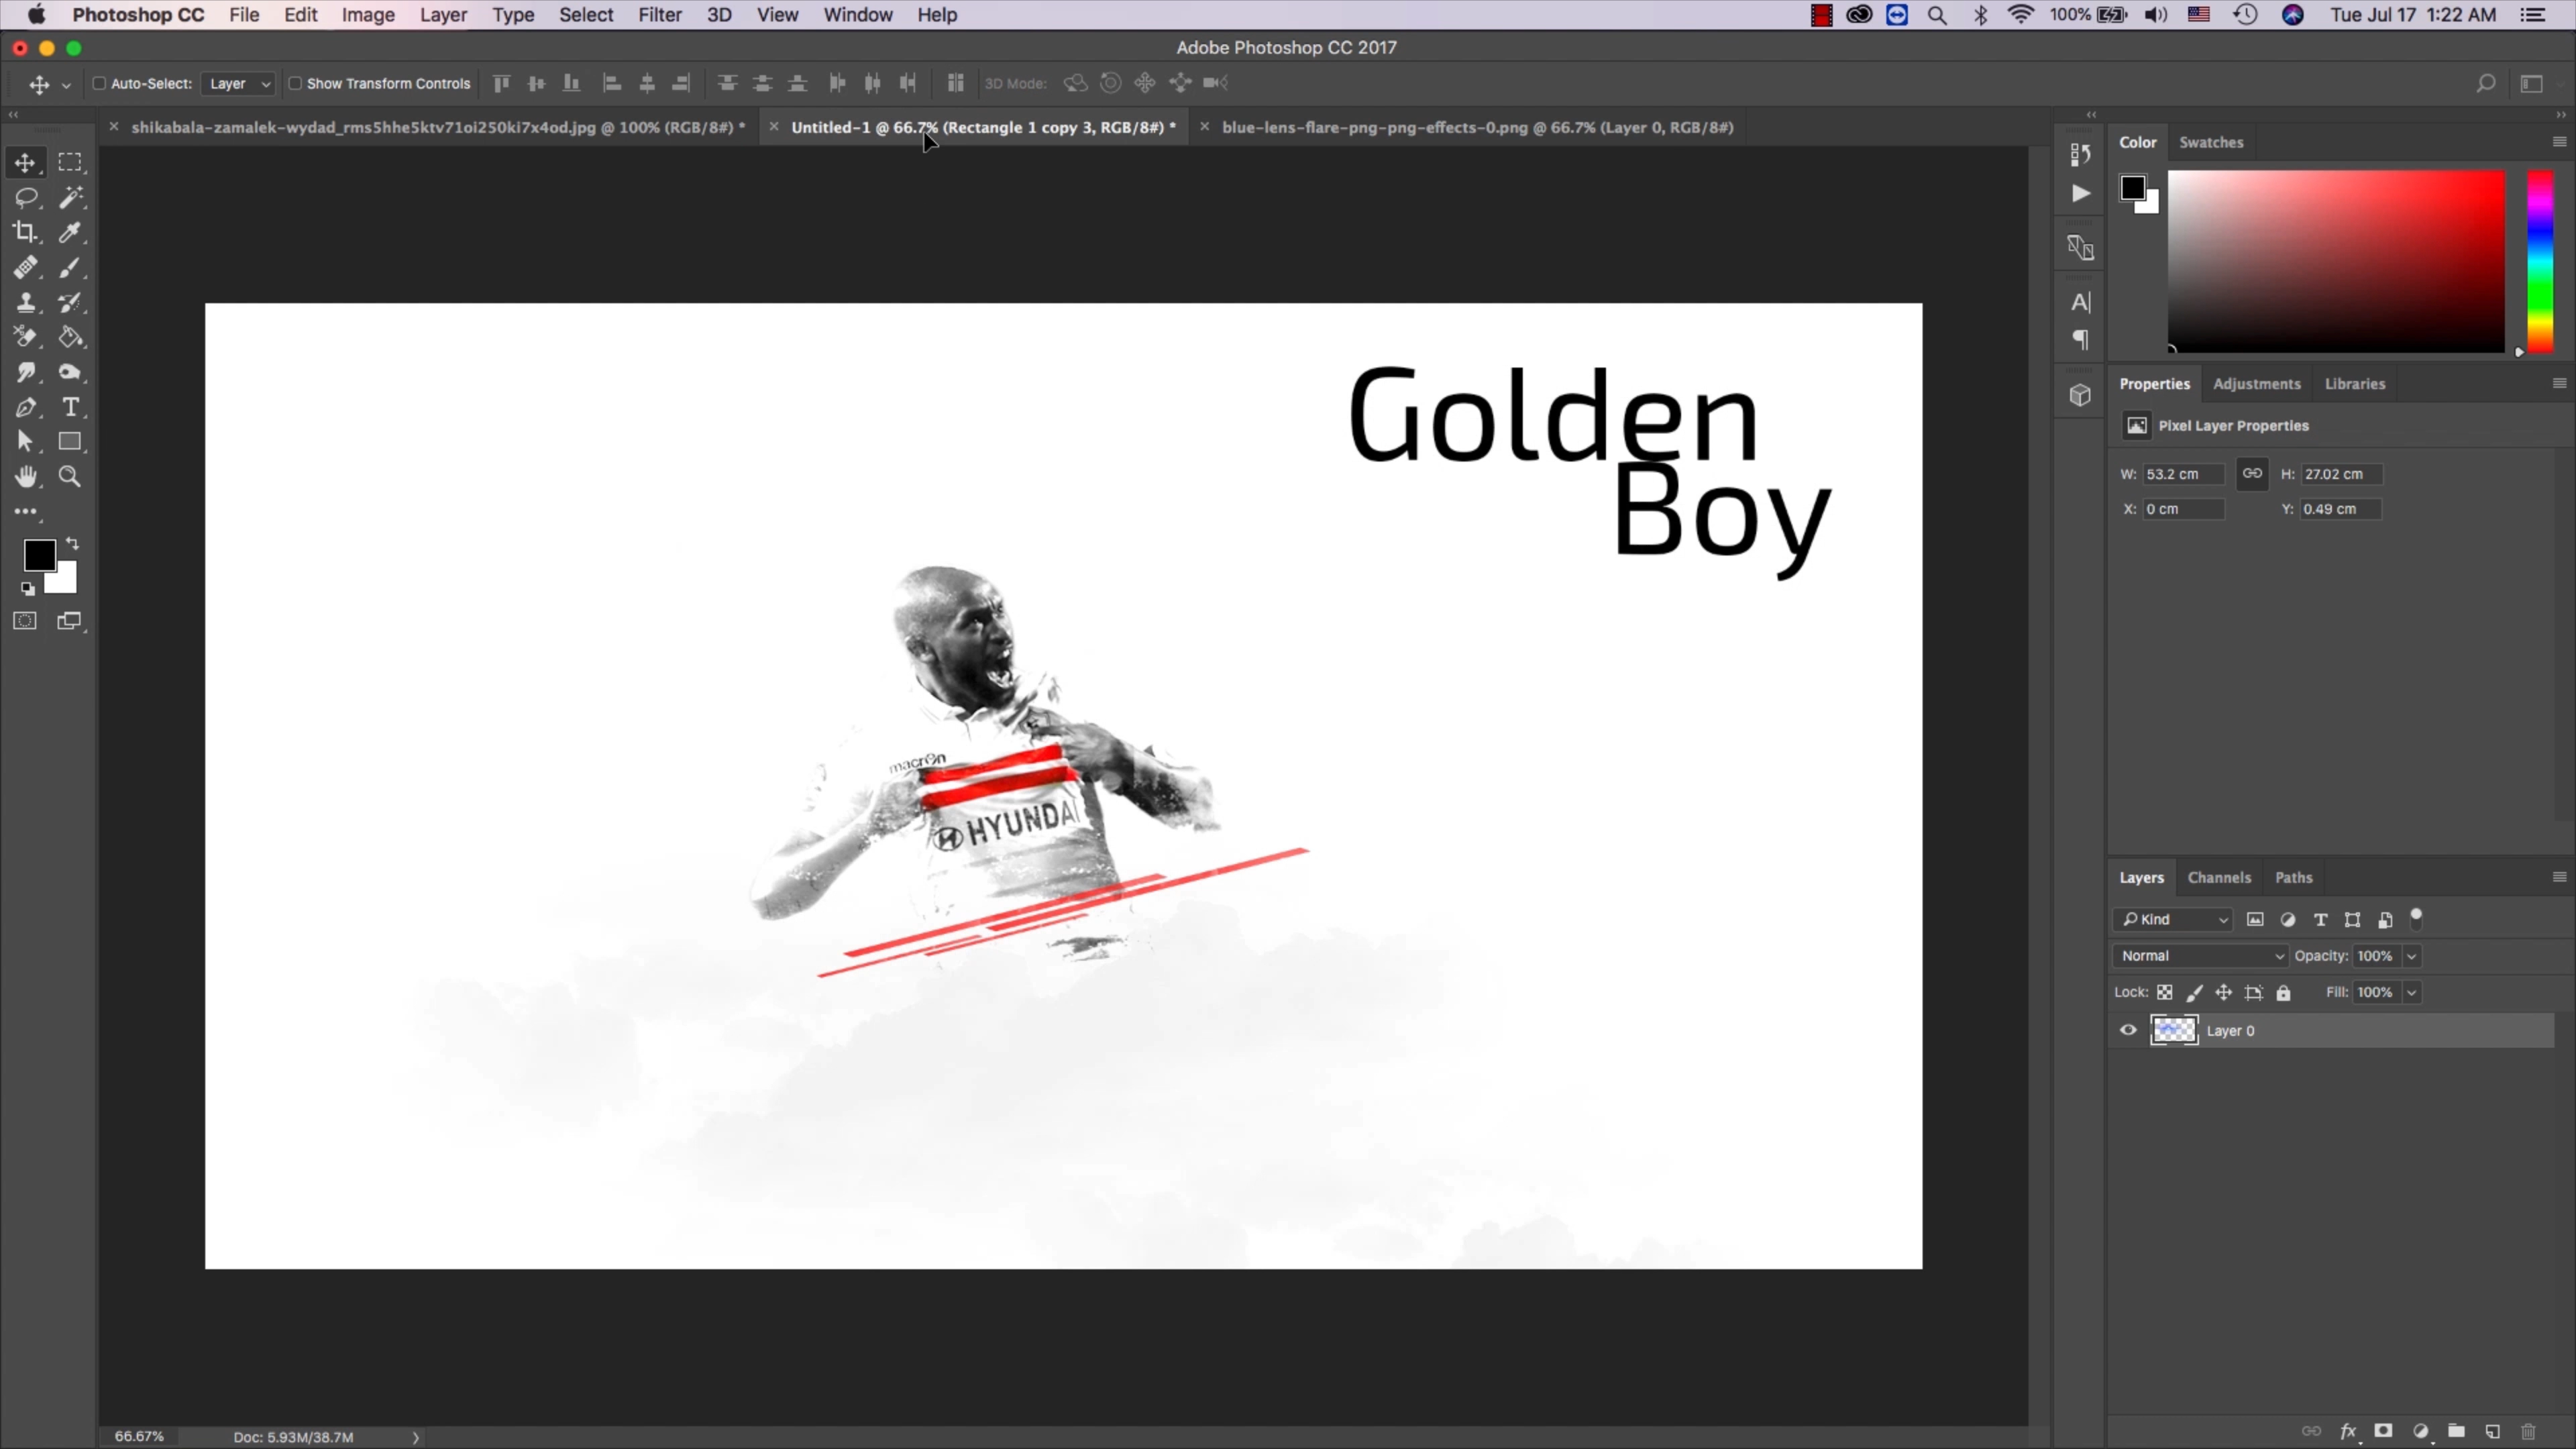 Photoshop CC File Edit Image Layer Type Select Filter 3D View Window Help 100% Tue Jul 17 1:22 AM
Adobe Photoshop CC 2017
Auto-Select: Layer Show Transform Controls 3D Mode:
shikabala-zamalek-wydad_rms5hhe5ktv71oi250ki7x4od.jpg @ 100% (RGB/8#) * Untitled-1 @ 66.7% (Rectangle 1 copy 3, RGB/8#) * blue-lens-flare-png-png-effects-0.png @ 66.7% (Layer 0, RGB/8#)
Color Swatches
Properties Adjustments Libraries
Pixel Layer Properties
W: 53.2 cm H: 27.02 cm
X: 0 cm Y: 0.49 cm
Golden
Boy
macron
HYUNDAI
Layers Channels Paths
Kind
Normal Opacity: 100%
Lock: Fill: 100%
Layer 0
66.67% Doc: 5.93M/38.7M